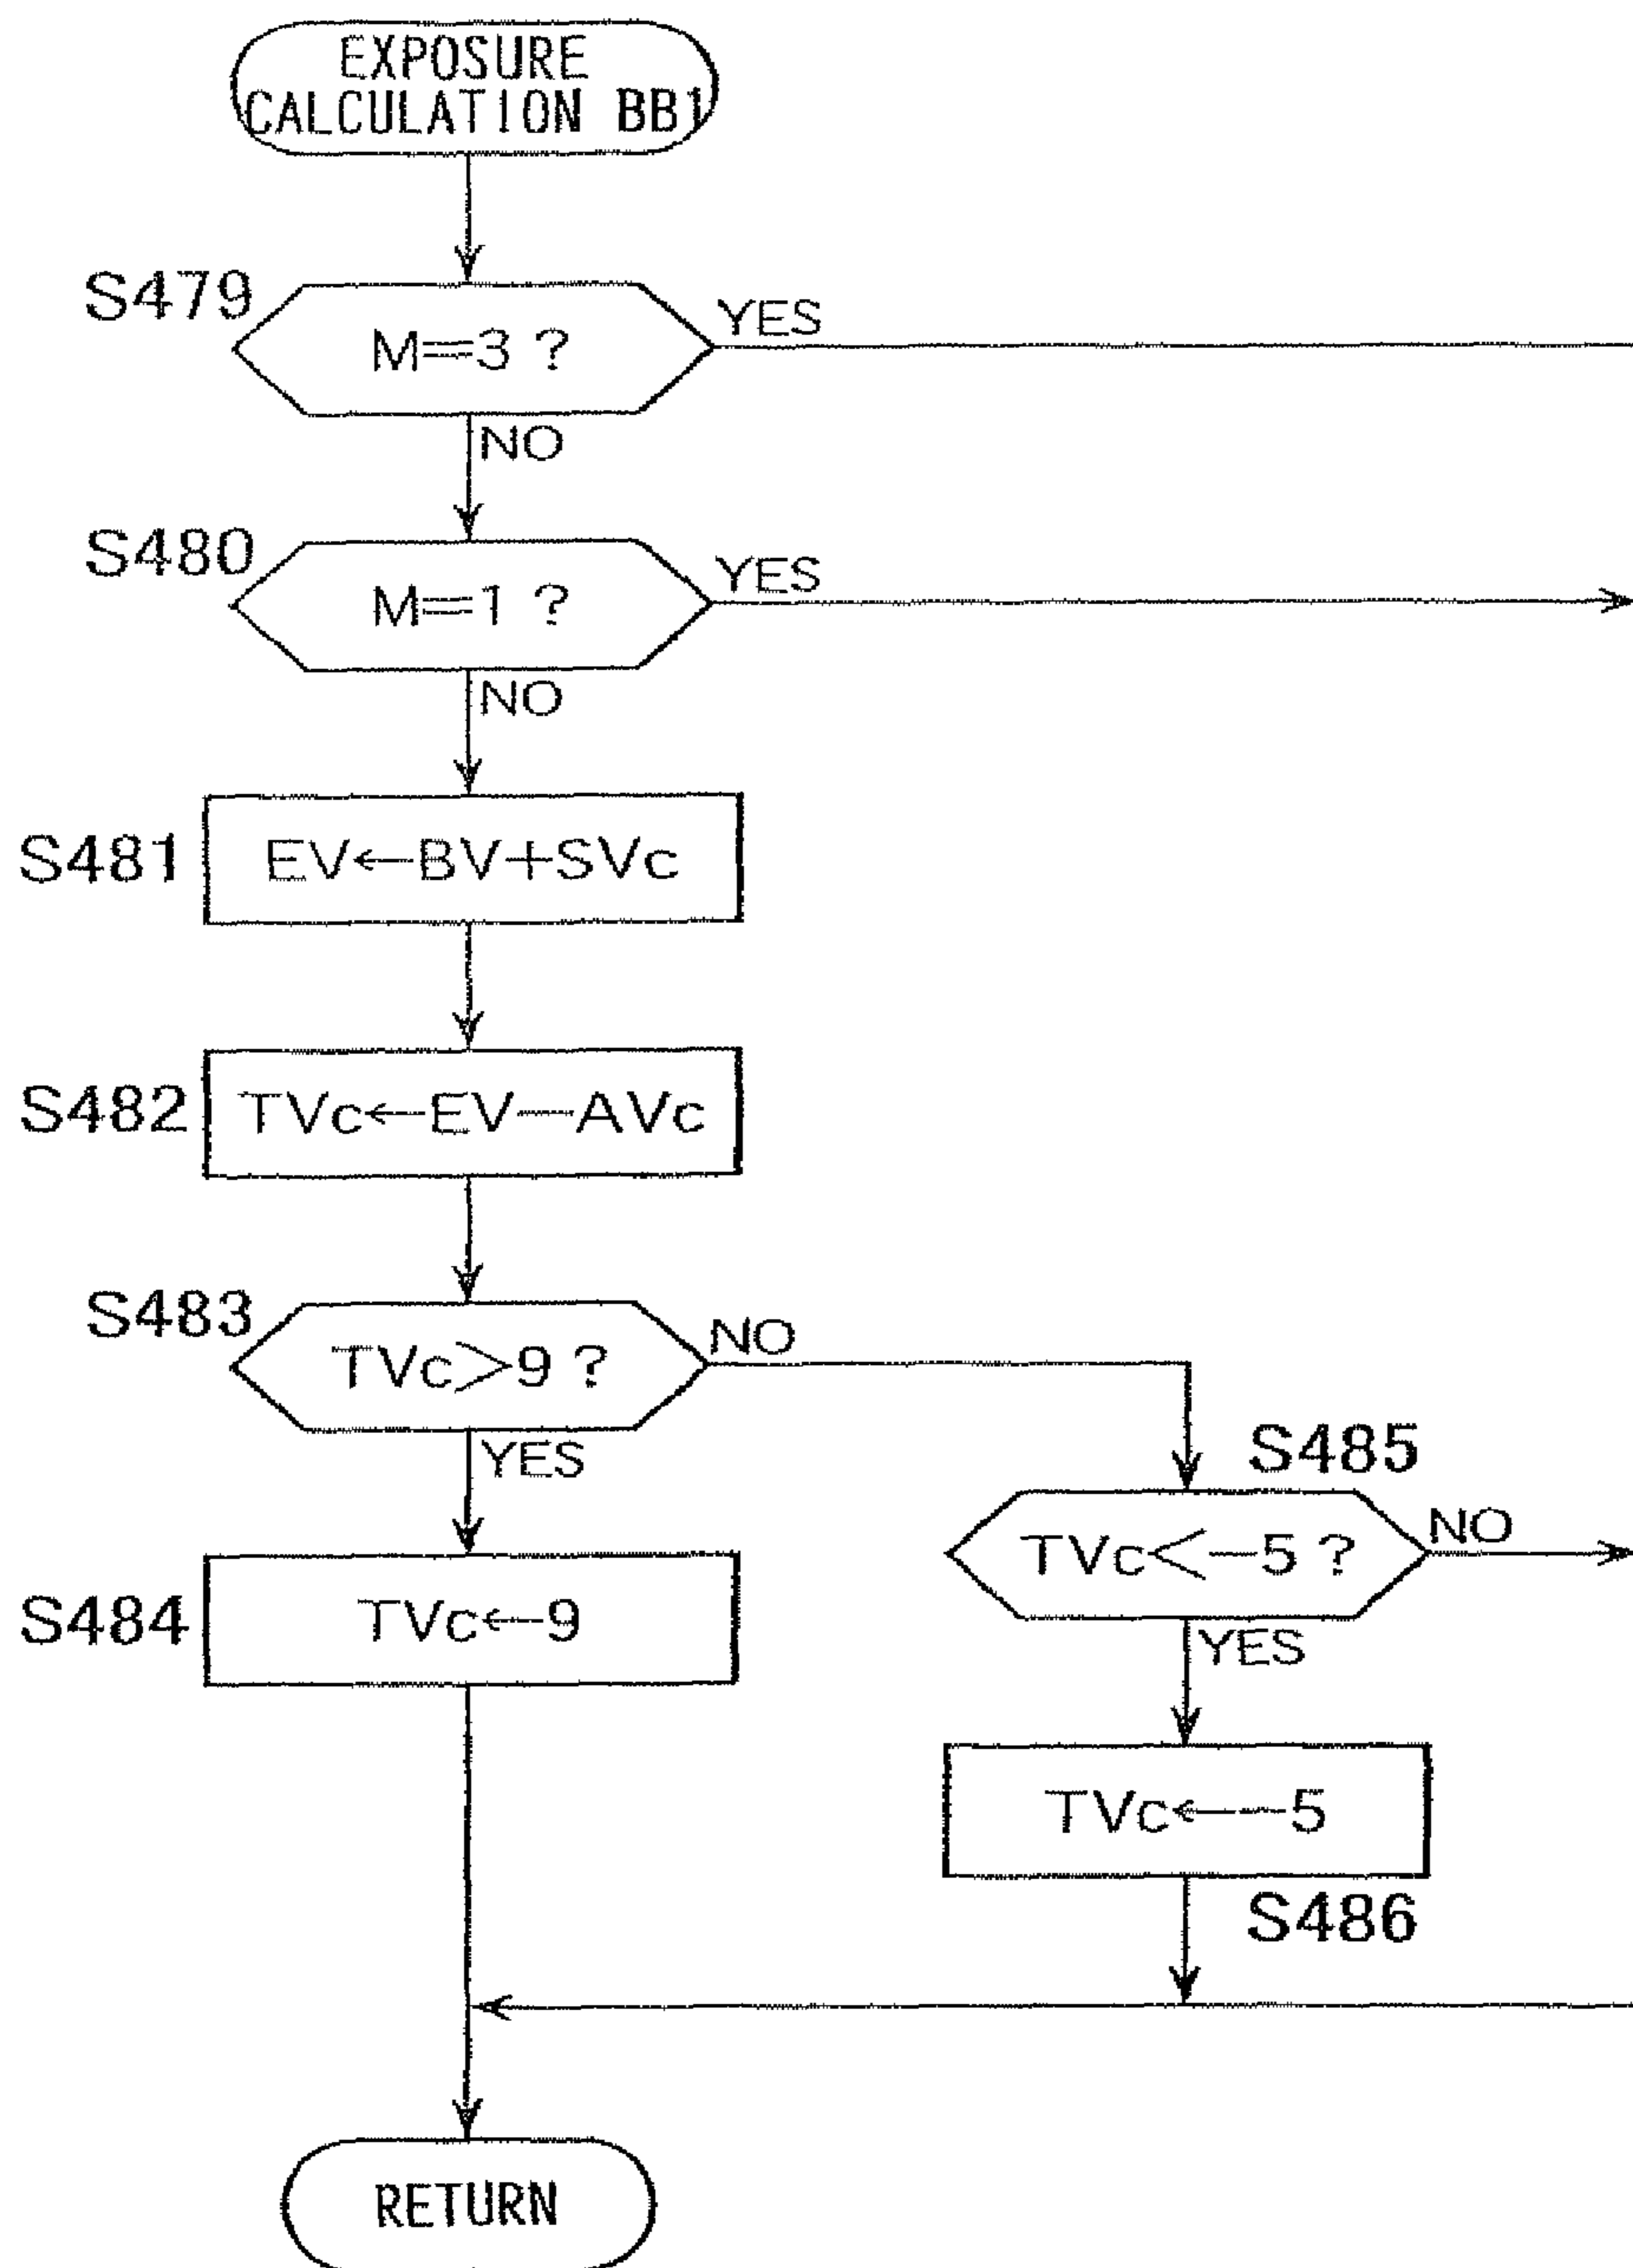 EXPOSURE
CALCULATION BB1
S479
M=3 ?
YES
NO
S480
M=1 ?
YES
NO
S481
EV←BV+SVc
S482
TVc←EV-AVc
S483
TVc>9 ?
NO
YES
S485
TVc<-5 ?
NO
YES
S484
TVc←9
TVc←-5
S486
RETURN